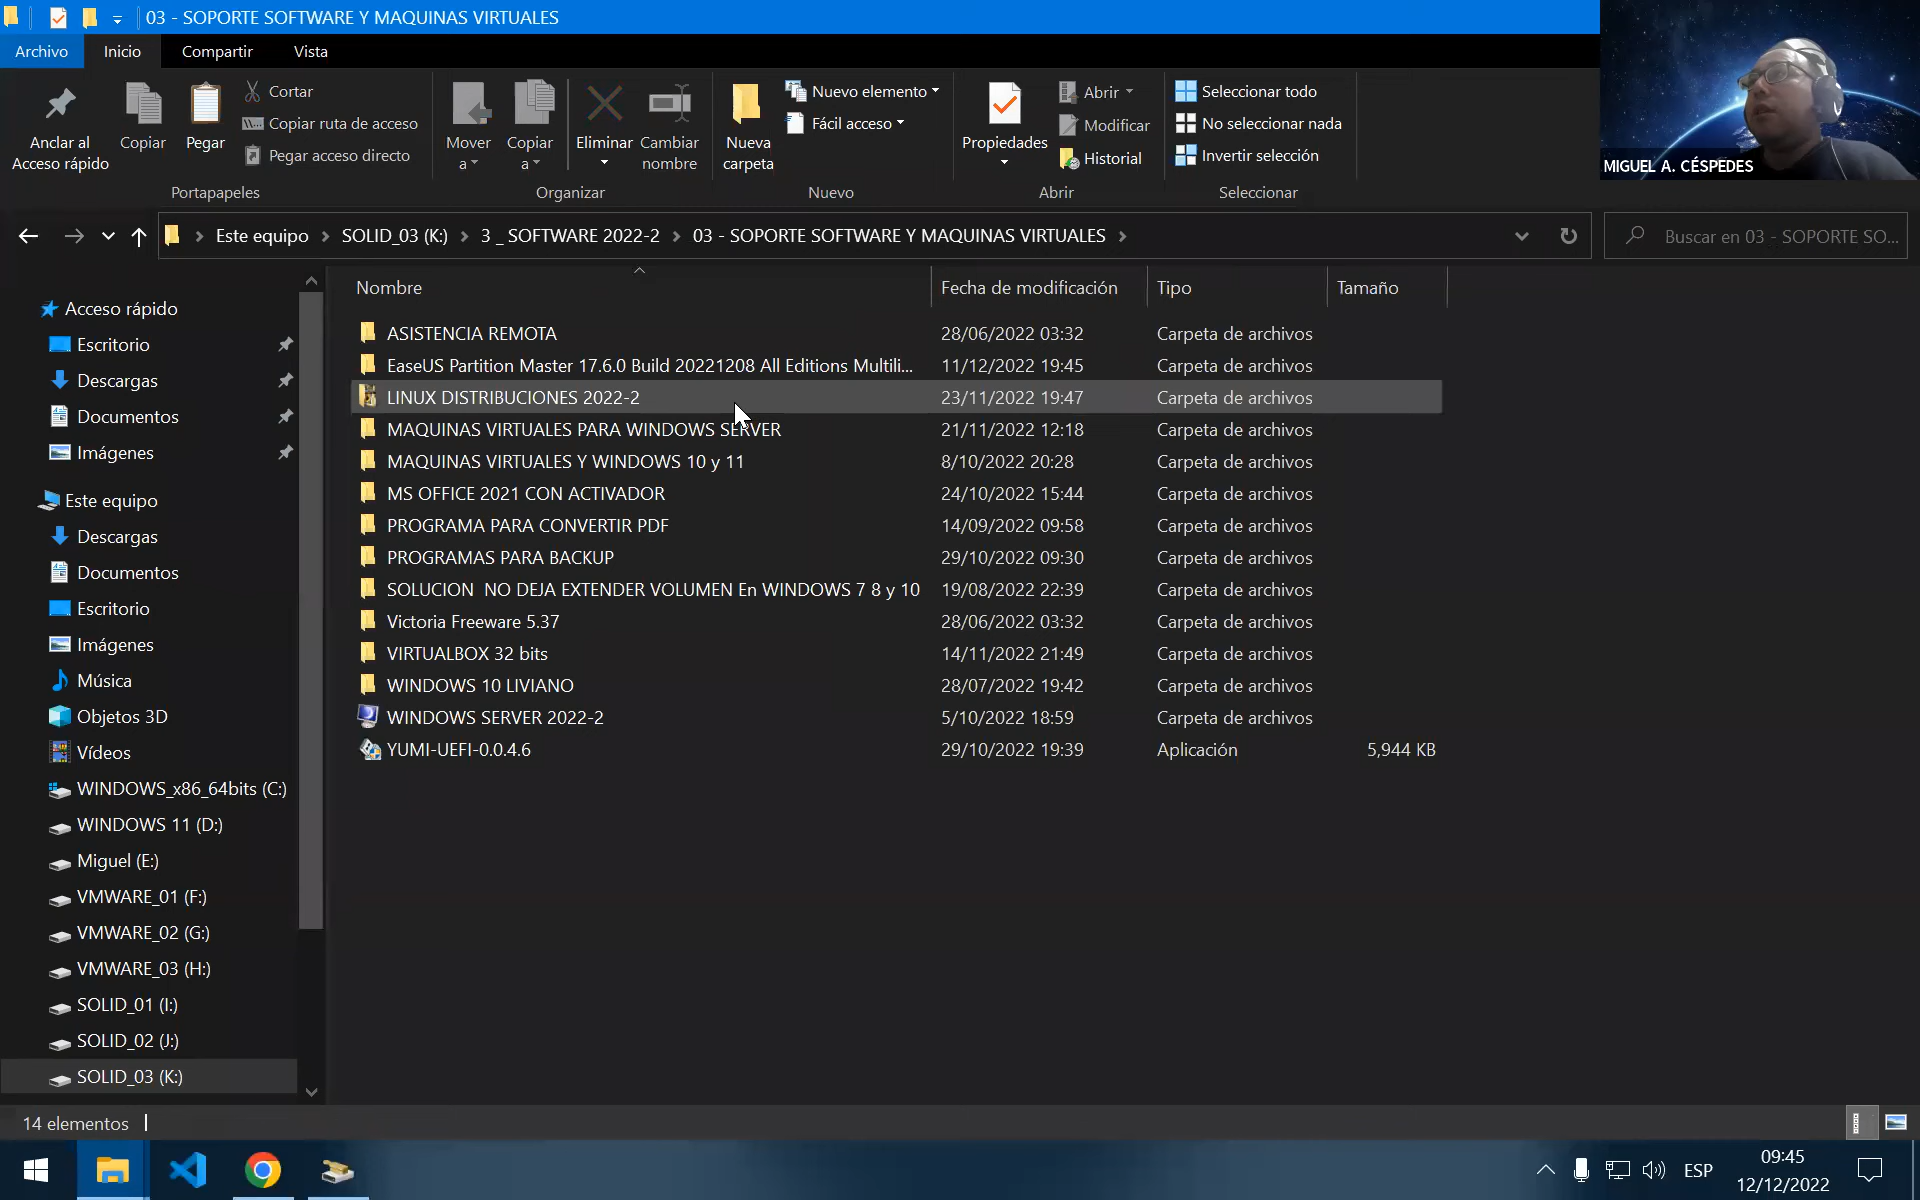 03 - SOPORTE SOFTWARE Y MAQUINAS VIRTUALES
Archivo Inicio Compartir Vista
Anclar al Acceso rápido
Copiar
Pegar
Cortar
Copiar ruta de acceso
Pegar acceso directo
Portapapeles
Mover a
Copiar a
Eliminar
Cambiar nombre
Organizar
Nueva carpeta
Nuevo elemento
Fácil acceso
Nuevo
Propiedades
Abrir
Modificar
Historial
Abrir
Seleccionar todo
No seleccionar nada
Invertir selección
Seleccionar
MIGUEL A. CÉSPEDES
Este equipo > SOLID_03 (K:) > 3 _ SOFTWARE 2022-2 > 03 - SOPORTE SOFTWARE Y MAQUINAS VIRTUALES >
Buscar en 03 - SOPORTE SO...
Acceso rápido
Escritorio
Descargas
Documentos
Imágenes
Este equipo
Descargas
Documentos
Escritorio
Imágenes
Música
Objetos 3D
Vídeos
WINDOWS_x86_64bits (C:)
WINDOWS 11 (D:)
Miguel (E:)
VMWARE_01 (F:)
VMWARE_02 (G:)
VMWARE_03 (H:)
SOLID_01 (I:)
SOLID_02 (J:)
SOLID_03 (K:)
Nombre Fecha de modificación Tipo Tamaño
ASISTENCIA REMOTA 28/06/2022 03:32 Carpeta de archivos
EaseUS Partition Master 17.6.0 Build 20221208 All Editions Multili... 11/12/2022 19:45 Carpeta de archivos
LINUX DISTRIBUCIONES 2022-2 23/11/2022 19:47 Carpeta de archivos
MAQUINAS VIRTUALES PARA WINDOWS SERVER 21/11/2022 12:18 Carpeta de archivos
MAQUINAS VIRTUALES Y WINDOWS 10 y 11 8/10/2022 20:28 Carpeta de archivos
MS OFFICE 2021 CON ACTIVADOR 24/10/2022 15:44 Carpeta de archivos
PROGRAMA PARA CONVERTIR PDF 14/09/2022 09:58 Carpeta de archivos
PROGRAMAS PARA BACKUP 29/10/2022 09:30 Carpeta de archivos
SOLUCION  NO DEJA EXTENDER VOLUMEN En WINDOWS 7 8 y 10 19/08/2022 22:39 Carpeta de archivos
Victoria Freeware 5.37 28/06/2022 03:32 Carpeta de archivos
VIRTUALBOX 32 bits 14/11/2022 21:49 Carpeta de archivos
WINDOWS 10 LIVIANO 28/07/2022 19:42 Carpeta de archivos
WINDOWS SERVER 2022-2 5/10/2022 18:59 Carpeta de archivos
YUMI-UEFI-0.0.4.6 29/10/2022 19:39 Aplicación 5,944 KB
14 elementos
ESP
09:45
12/12/2022